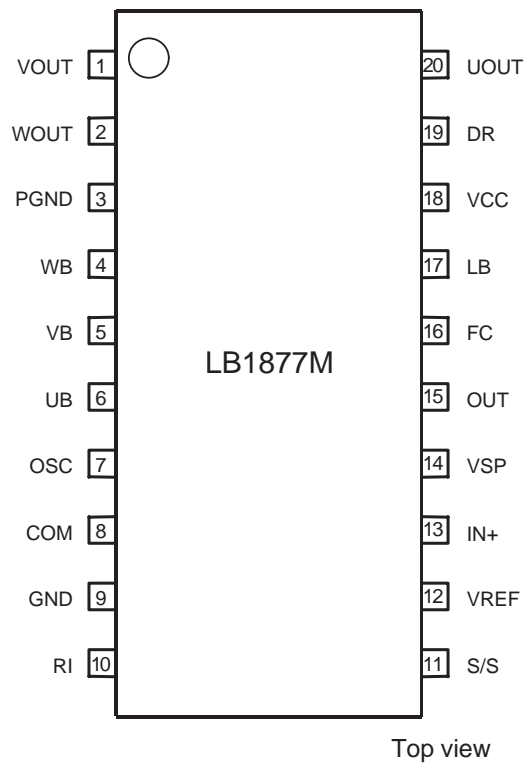 VOUT 1 20 UOUT
WOUT 2 19 DR
PGND 3 18 VCC
WB 4 17 LB
VB 5 16 FC
LB1877M
UB 6 15 OUT
OSC 7 14 VSP
COM 8 13 IN+
GND 9 12 VREF
RI 10 11 S/S
Top view